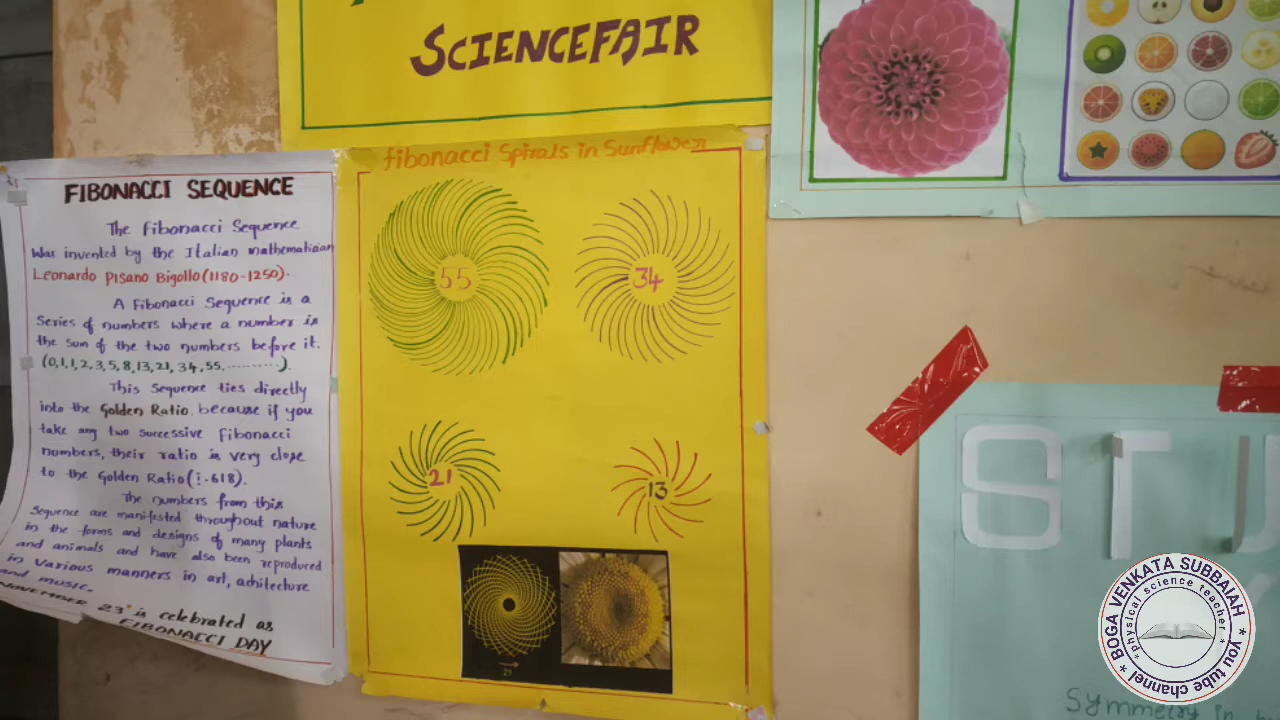 SCIENCEFAIR
FIBONACCI SEQUENCE
The Fibonacci Sequence
Was invented by the Italian mathematician
Leonardo Pisano Bigollo (1180-1250).
A Fibonacci Sequence is a
Series of numbers where a number is
the sum of the two numbers before it.
(0,1,1,2,3,5,8,13,21,34,55,..........).
This Sequence ties directly
into the Golden Ratio because if you
take any two successive Fibonacci
numbers, their ratio is very close
to the Golden Ratio(1.618).
The numbers from this
Sequence are manifested throughout nature
in the forms and designs of many plants
and animals and have also been reproduced
in various manners in art, achitecture
and music.
NOVEMBER 23 is celebrated as
FIBONACCI DAY
fibonacci Spirals in Sunflower
55
34
21
13
21
Symmetry in
BOGA VENKATA SUBBAIAH
*physical science teacher*
* you tube channel *